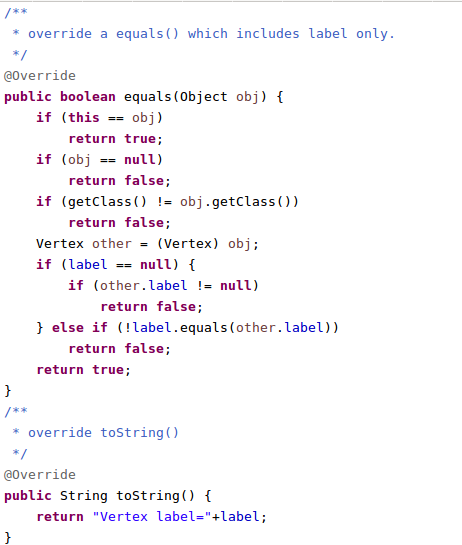 /**
 * override a equals() which includes label only.
 */
@Override
public boolean equals(Object obj) {
    if (this == obj)
        return true;
    if (obj == null)
        return false;
    if (getClass() != obj.getClass())
        return false;
    Vertex other = (Vertex) obj;
    if (label == null) {
        if (other.label != null)
            return false;
    } else if (!label.equals(other.label))
        return false;
    return true;
}
/**
 * override toString()
 */
@Override
public String toString() {
    return "Vertex label="+label;
}